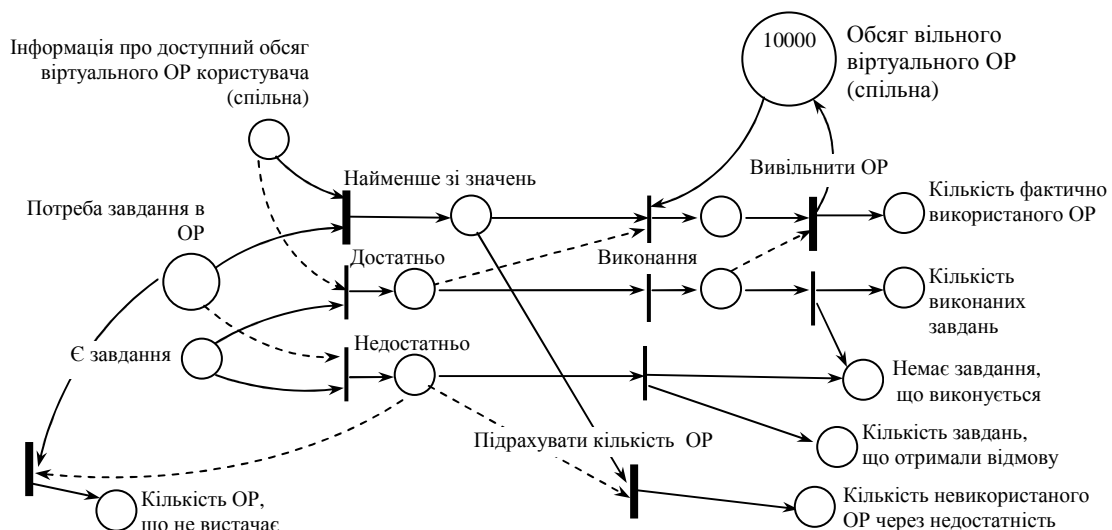 Інформація про доступний обсяг
віртуального ОР користувача
(спільна)
10000
Обсяг вільного
віртуального ОР
(спільна)
Найменше зі значень
Вивільнити ОР
Потреба завдання в
ОР
Кількість фактично
використаного ОР
Достатньо
Виконання
Кількість
виконаних
завдань
Є завдання
Недостатньо
Немає завдання,
що виконується
Підрахувати кількість ОР
Кількість завдань,
що отримали відмову
Кількість ОР,
що не вистачає
Кількість невикористаного
ОР через недостатність